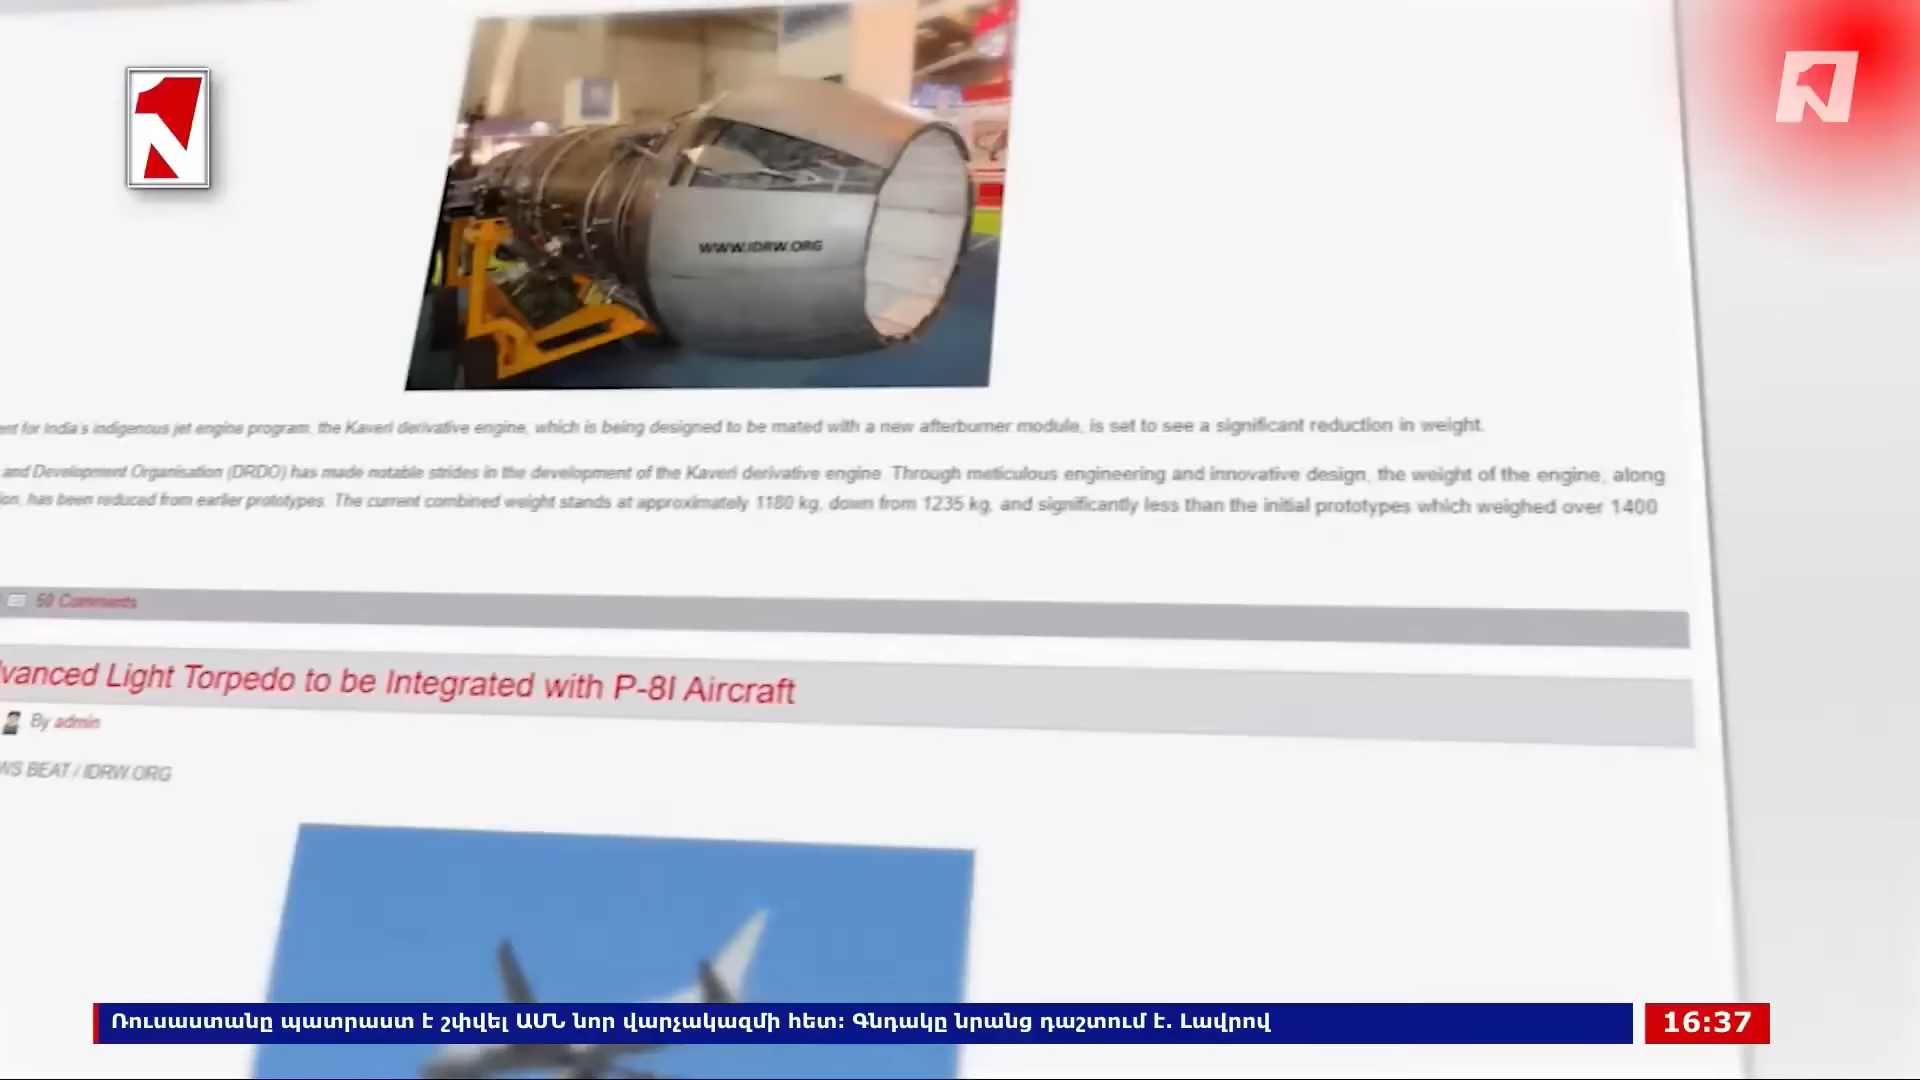 WWW.IDRW.ORG
for India's indigenous jet engine program, the Kaveri derivative engine, which is being designed to be mated with a new afterburner module, is set to see a significant reduction in weight.
and Development Organisation (DRDO) has made notable strides in the development of the Kaveri derivative engine. Through meticulous engineering and innovative design, the weight of the engine, along
has been reduced from earlier prototypes. The current combined weight stands at approximately 1180 kg, down from 1235 kg, and significantly less than the initial prototypes which weighed over 1400
50 Comments
vanced Light Torpedo to be Integrated with P-8I Aircraft
By admin
WS BEAT / IDRW.ORG
Ռուսաստանը պատրաստ է շփվել ԱՄՆ նոր վարչակազմի հետ: Գնդակը նրանց դաշտում է. Լավրով
16:37